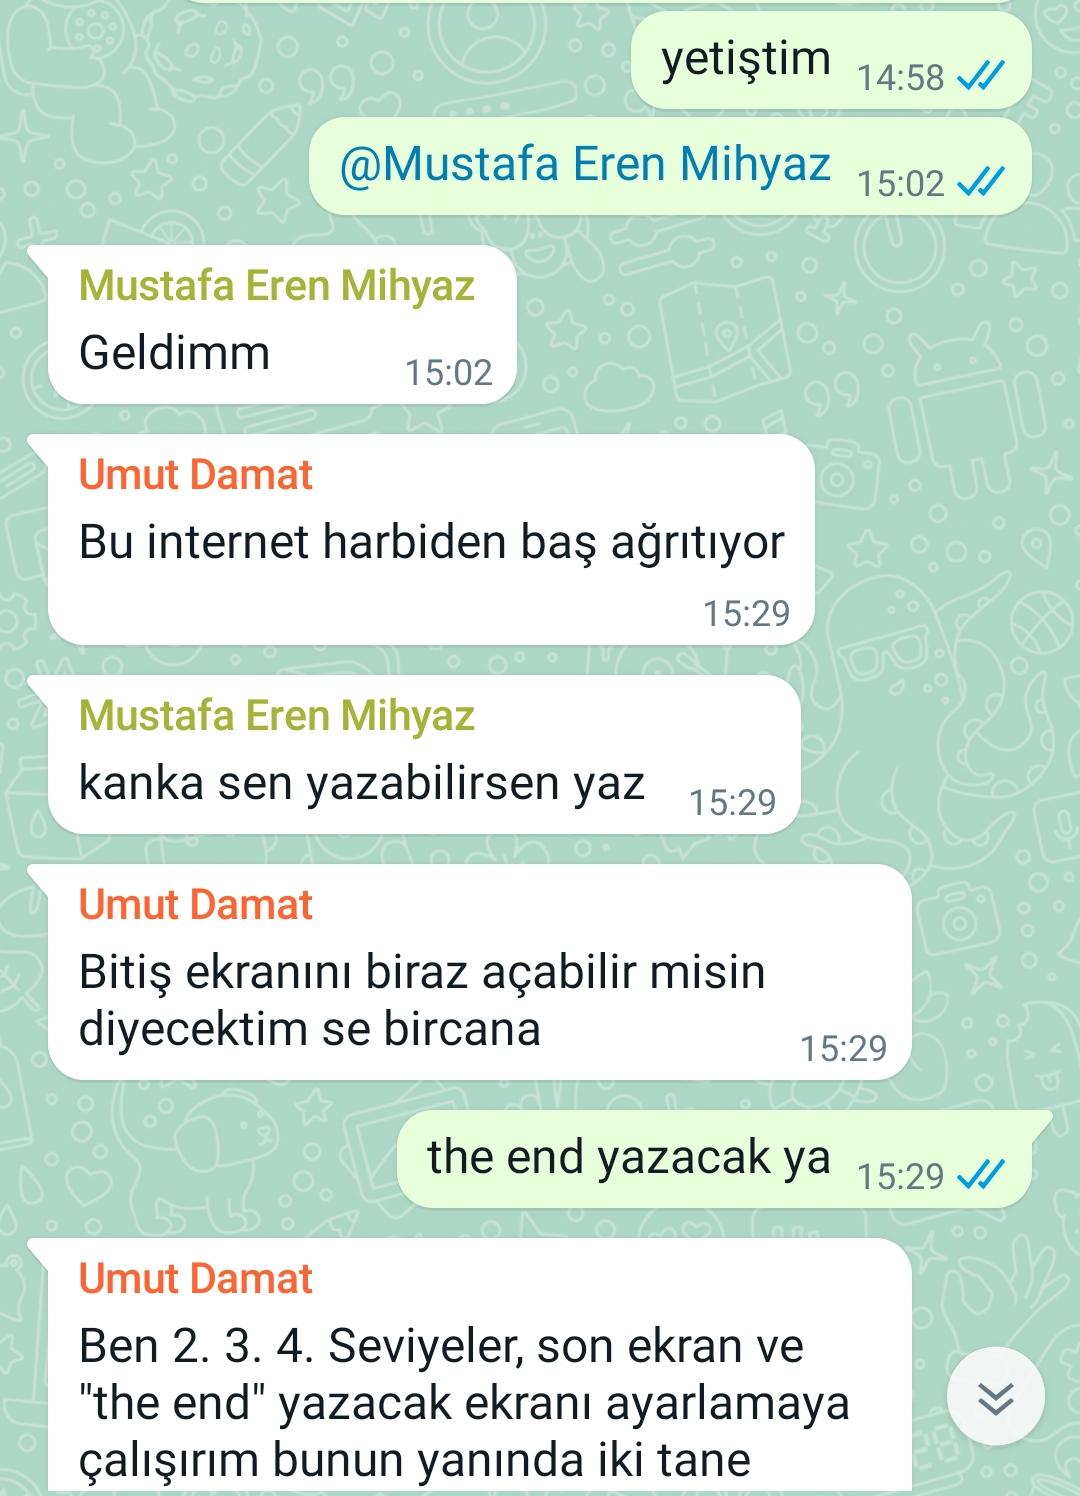 yetiştim 14:58
@Mustafa Eren Mihyaz 15:02
Mustafa Eren Mihyaz
Geldimm 15:02
Umut Damat
Bu internet harbiden baş ağrıtıyor
15:29
Mustafa Eren Mihyaz
kanka sen yazabilirsen yaz 15:29
Umut Damat
Bitiş ekranını biraz açabilir misin
diyecektim se bircana 15:29
the end yazacak ya 15:29
Umut Damat
Ben 2. 3. 4. Seviyeler, son ekran ve
"the end" yazacak ekranı ayarlamaya
çalışırım bunun yanında iki tane